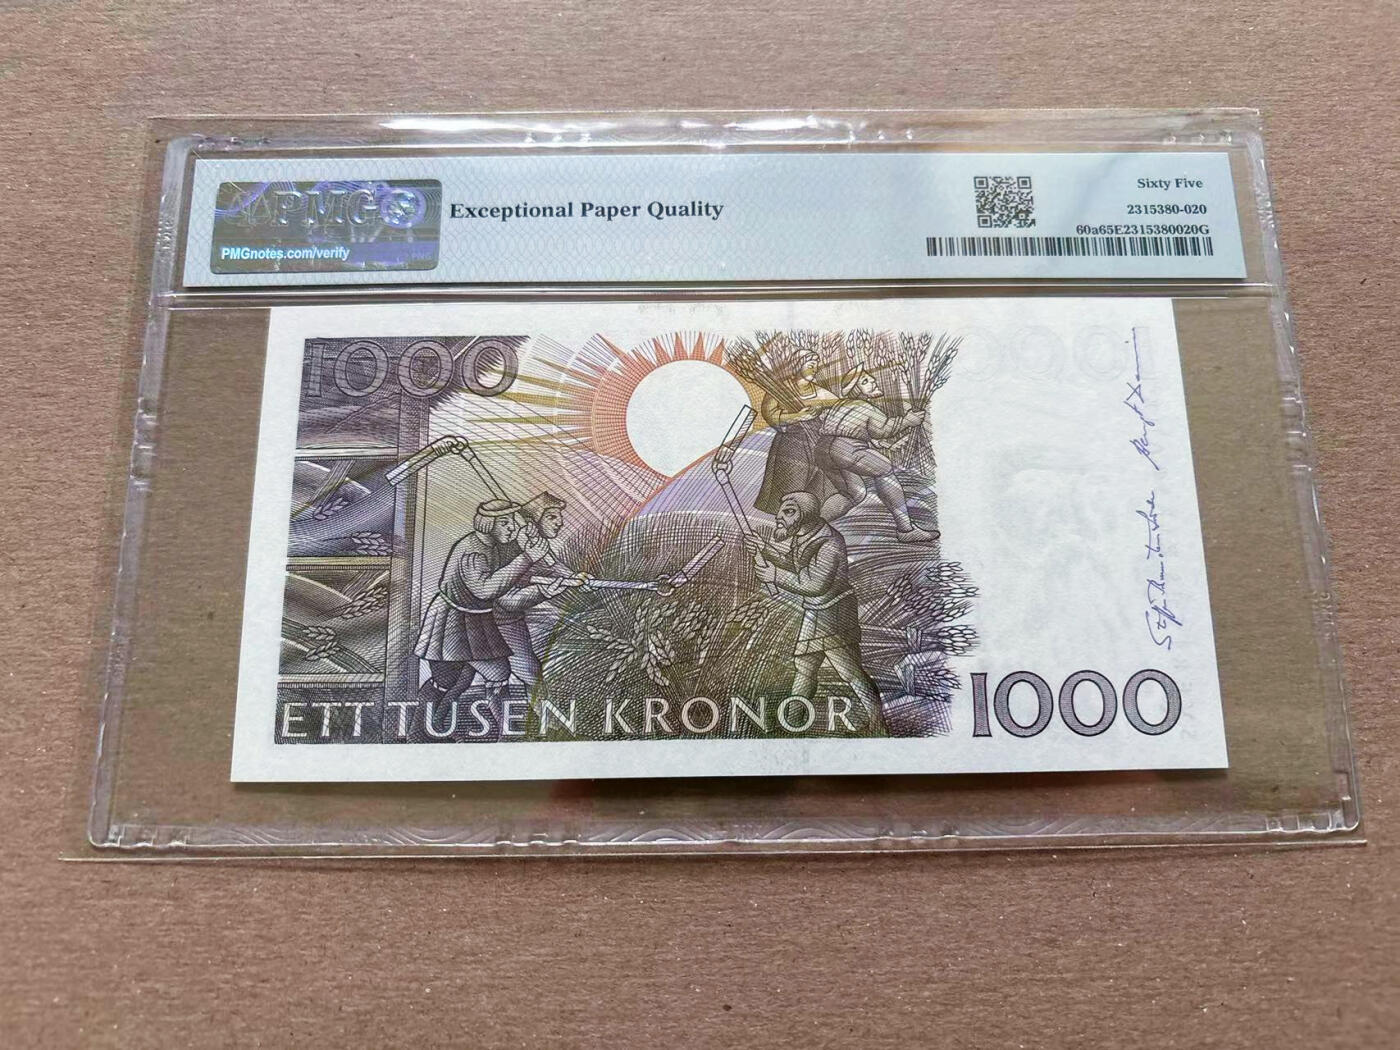 PMG
PMGnotes.com/verify
Exceptional Paper Quality
Sixty Five
2315380-020
60a65E2315380020G
1000
ETT TUSEN KRONOR
1000